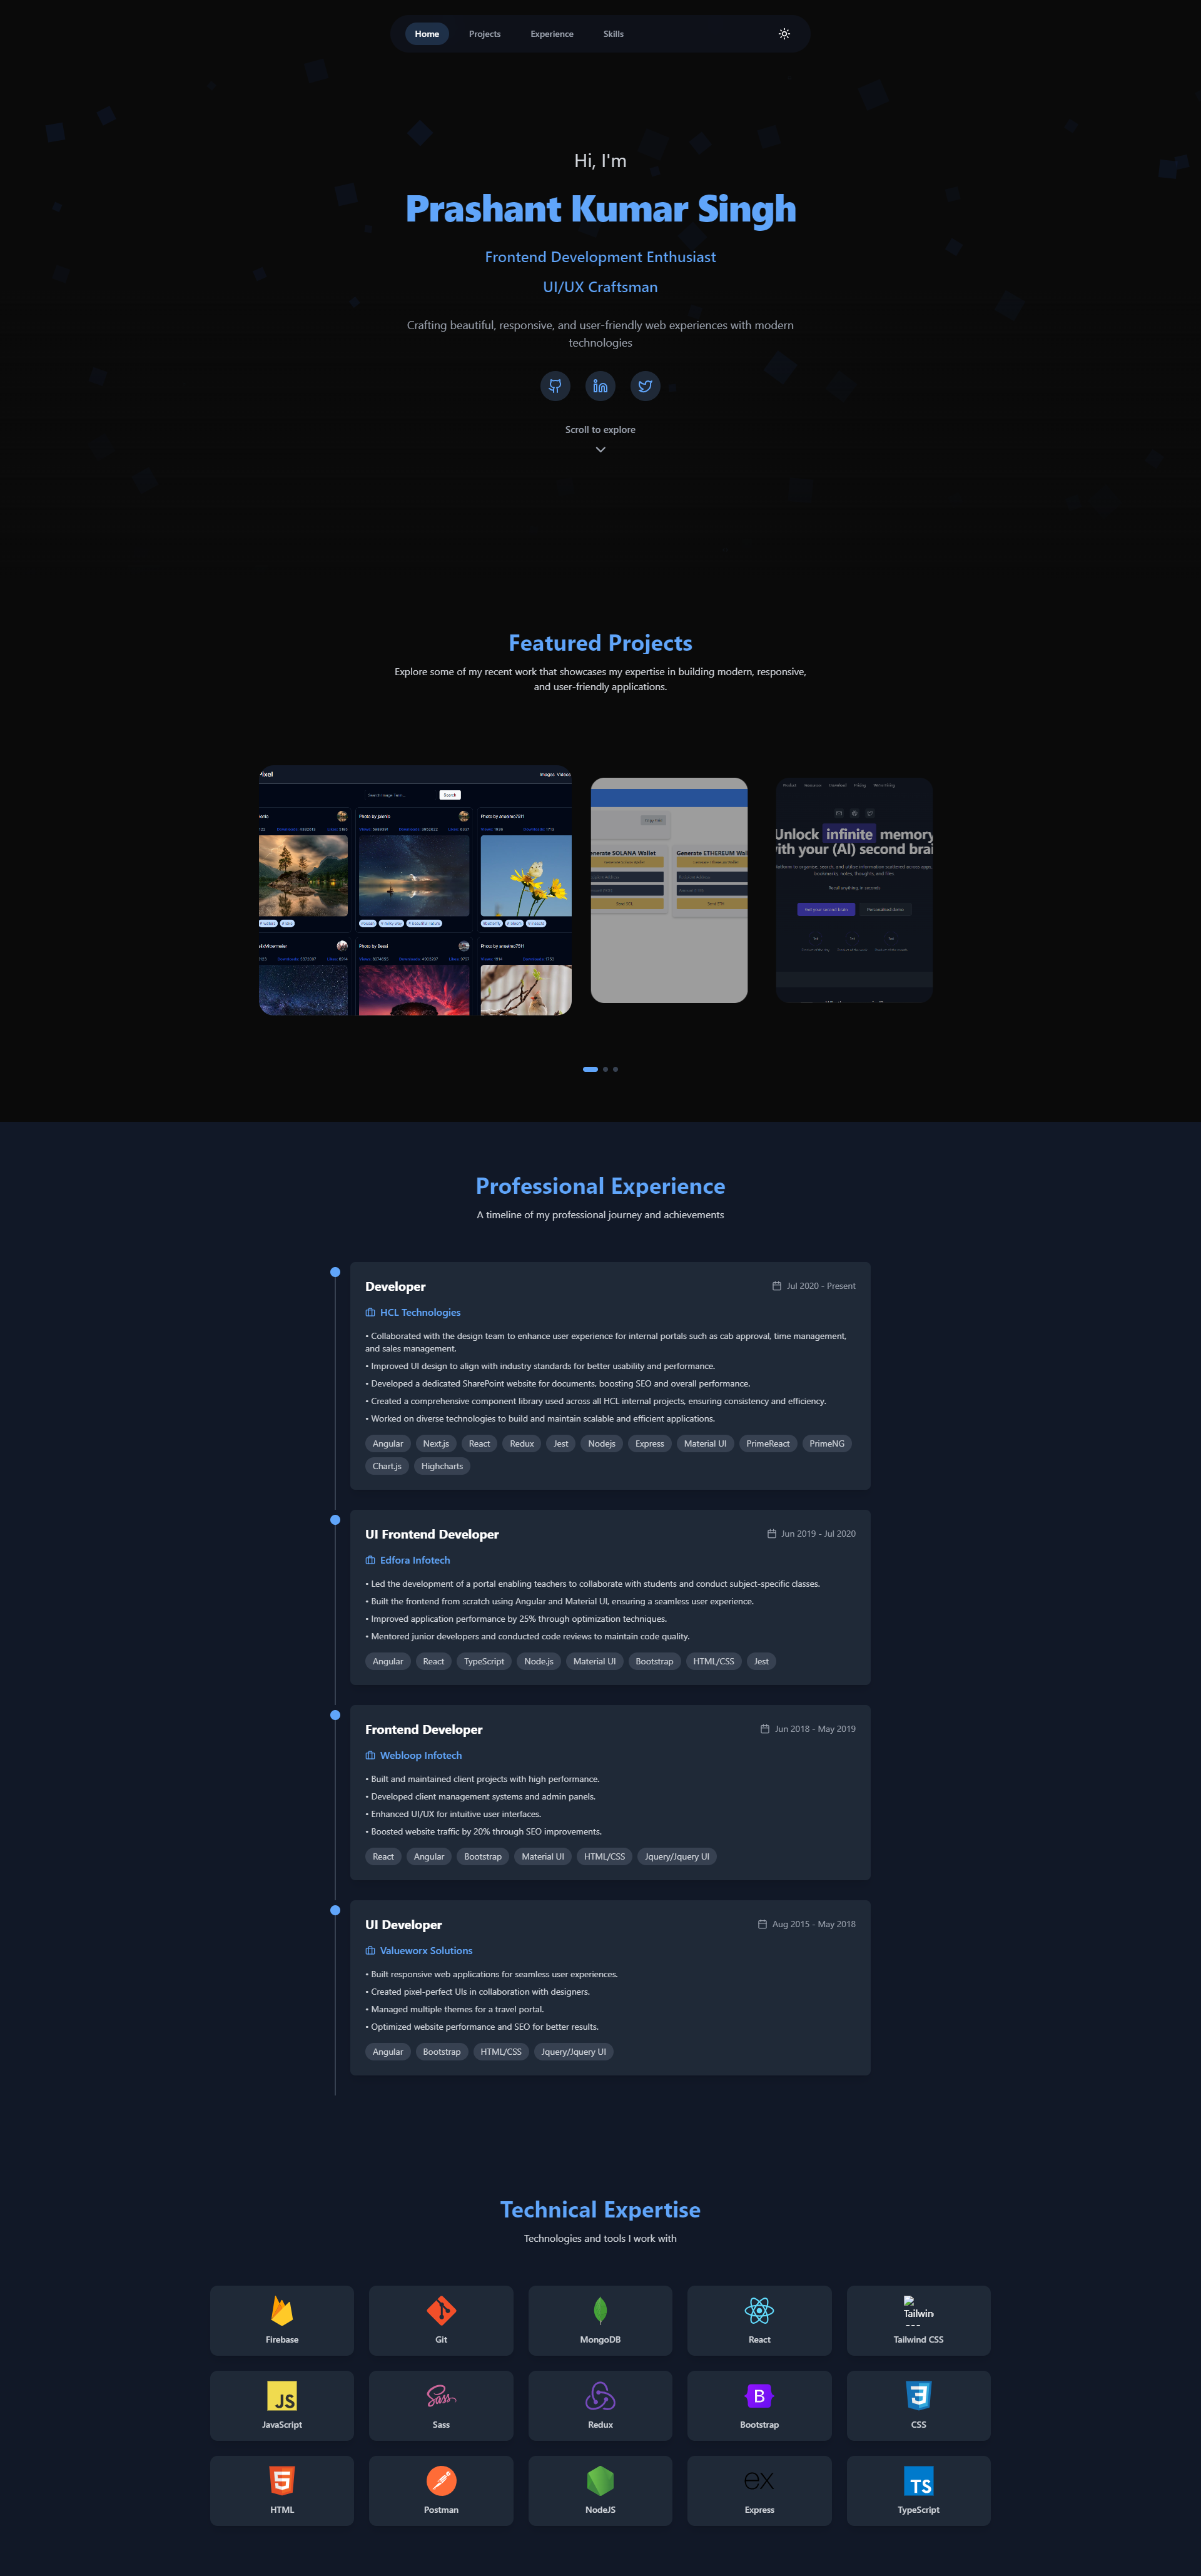 Home
Projects
Experience
Skills
Hi, I'm
Prashant Kumar Singh
Frontend Development Enthusiast
UI/UX Craftsman
Crafting beautiful, responsive, and user-friendly web experiences with modern
technologies
Scroll to explore
Featured Projects
Explore some of my recent work that showcases my expertise in building modern, responsive,
and user-friendly applications.
Images Videos
Search
Photo by Bessi
SOLANA Wallet
ETHEREUM Wallet
Unlock infinite memory
with your (AI) second
Professional Experience
A timeline of my professional journey and achievements
Developer
Jul 2020 - Present
HCL Technologies
• Collaborated with the design team to enhance user experience for internal portals such as cab approval, time management,
and sales management.
• Improved UI design to align with industry standards for better usability and performance.
• Developed a dedicated SharePoint website for documents, boosting SEO and overall performance.
• Created a comprehensive component library used across all HCL internal projects, ensuring consistency and efficiency.
• Worked on diverse technologies to build and maintain scalable and efficient applications.
Angular
Next.js
React
Redux
Jest
Nodejs
Express
Material UI
PrimeReact
PrimeNG
Chart.js
Highcharts
UI Frontend Developer
Jun 2019 - Jul 2020
Edfora Infotech
• Led the development of a portal enabling teachers to collaborate with students and conduct subject-specific classes.
• Built the frontend from scratch using Angular and Material UI, ensuring a seamless user experience.
• Improved application performance by 25% through optimization techniques.
• Mentored junior developers and conducted code reviews to maintain code quality.
Angular
React
TypeScript
Node.js
Material UI
Bootstrap
HTML/CSS
Jest
Frontend Developer
Jun 2018 - May 2019
Webloop Infotech
• Built and maintained client projects with high performance.
• Developed client management systems and admin panels.
• Enhanced UI/UX for intuitive user interfaces.
• Boosted website traffic by 20% through SEO improvements.
React
Angular
Bootstrap
Material UI
HTML/CSS
Jquery/Jquery UI
UI Developer
Aug 2015 - May 2018
Valueworx Solutions
• Built responsive web applications for seamless user experiences.
• Created pixel-perfect UIs in collaboration with designers.
• Managed multiple themes for a travel portal.
• Optimized website performance and SEO for better results.
Angular
Bootstrap
HTML/CSS
Jquery/Jquery UI
Technical Expertise
Technologies and tools I work with
Firebase
Git
MongoDB
React
Tailwin
Tailwind CSS
JS
JavaScript
Sass
Sass
Redux
B
Bootstrap
3
CSS
5
HTML
Postman
NodeJS
ex
Express
TS
TypeScript